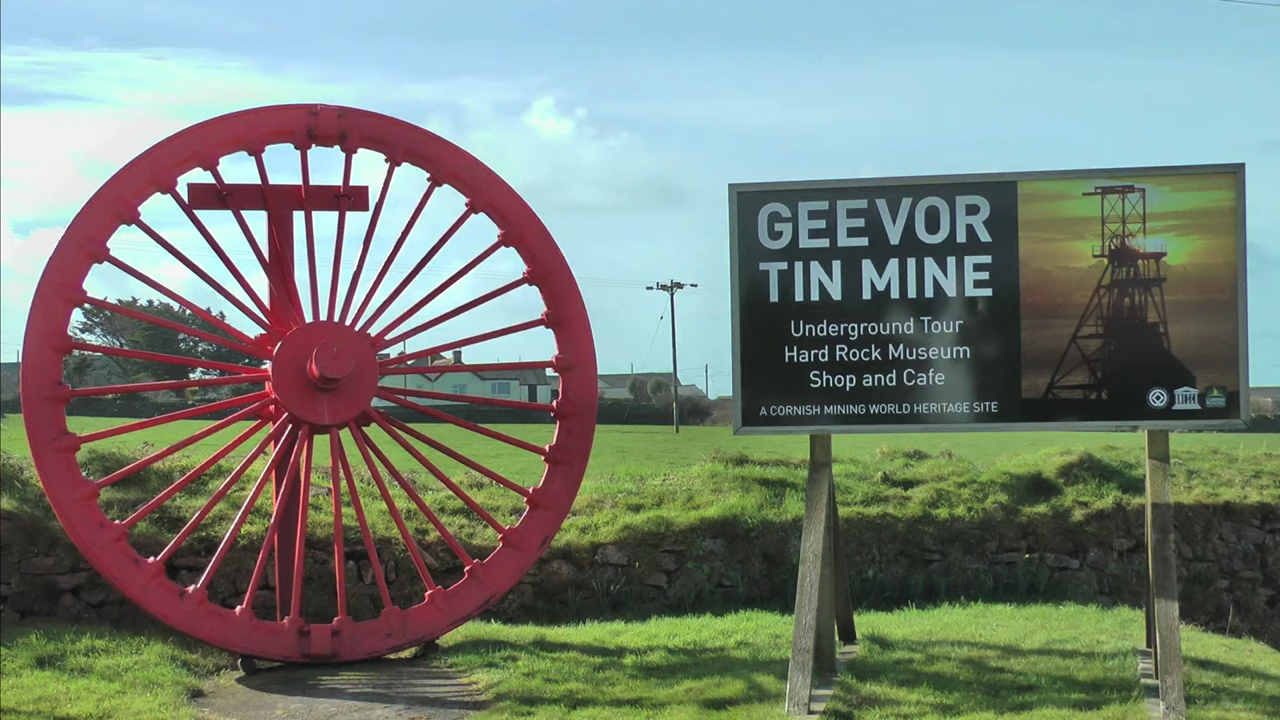 GEEVOR
TIN MINE
Underground Tour
Hard Rock Museum
Shop and Cafe
A CORNISH MINING WORLD HERITAGE SITE